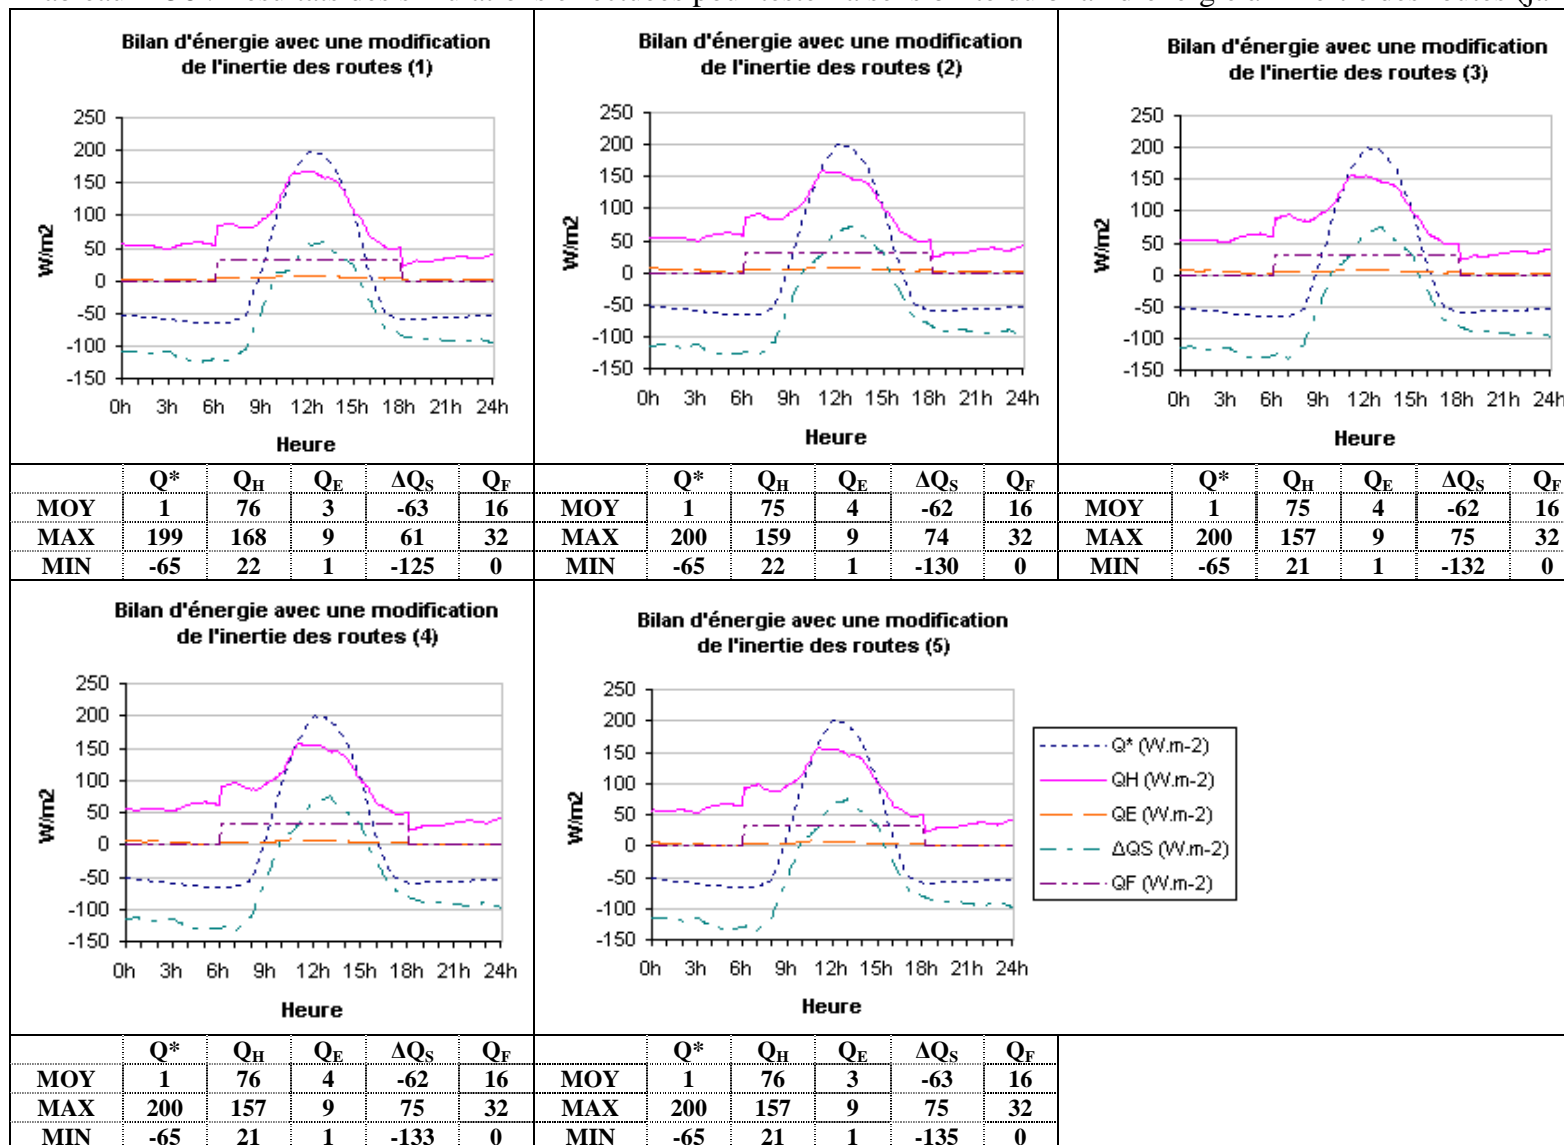 Bilan d'énergie avec une modification
de l'inertie des routes (1)
250
200
150
100
50
0
-50
-100
-150
W/m2
0h 3h 6h 9h 12h 15h 18h 21h 24h
Heure
Q* QH QE ΔQS QF
MOY 1 76 3 -63 16
MAX 199 168 9 61 32
MIN -65 22 1 -125 0
Bilan d'énergie avec une modification
de l'inertie des routes (2)
250
200
150
100
50
0
-50
-100
-150
W/m2
0h 3h 6h 9h 12h 15h 18h 21h 24h
Heure
Q* QH QE ΔQS QF
MOY 1 75 4 -62 16
MAX 200 159 9 74 32
MIN -65 22 1 -130 0
Bilan d'énergie avec une modification
de l'inertie des routes (3)
250
200
150
100
50
0
-50
-100
-150
W/m2
0h 3h 6h 9h 12h 15h 18h 21h 24h
Heure
Q* QH QE ΔQS QF
MOY 1 75 4 -62 16
MAX 200 157 9 75 32
MIN -65 21 1 -132 0
Bilan d'énergie avec une modification
de l'inertie des routes (4)
250
200
150
100
50
0
-50
-100
-150
W/m2
0h 3h 6h 9h 12h 15h 18h 21h 24h
Heure
Q* QH QE ΔQS QF
MOY 1 76 4 -62 16
MAX 200 157 9 75 32
MIN -65 21 1 -133 0
Bilan d'énergie avec une modification
de l'inertie des routes (5)
250
200
150
100
50
0
-50
-100
-150
W/m2
0h 3h 6h 9h 12h 15h 18h 21h 24h
Heure
Q* QH QE ΔQS QF
MOY 1 76 3 -63 16
MAX 200 157 9 75 32
MIN -65 21 1 -135 0
Q* (W.m-2)
QH (W.m-2)
QE (W.m-2)
ΔQS (W.m-2)
QF (W.m-2)